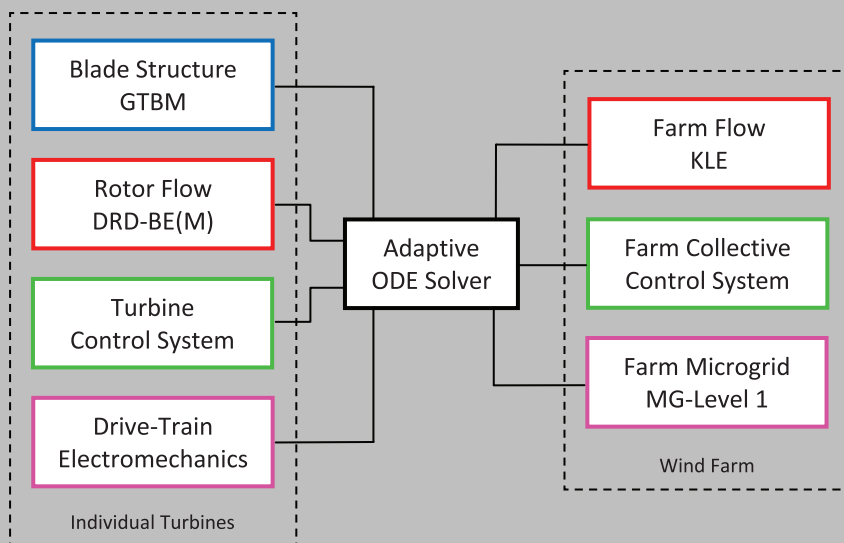 Blade Structure
GTBM
Rotor Flow
DRD-BE(M)
Turbine
Control System
Drive-Train
Electromechanics
Individual Turbines
Adaptive
ODE Solver
Farm Flow
KLE
Farm Collective
Control System
Farm Microgrid
MG-Level 1
Wind Farm